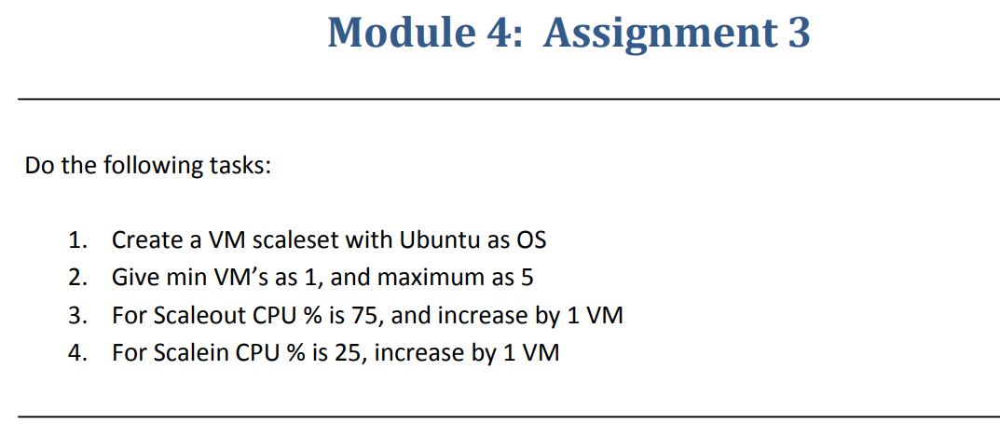 Module 4:  Assignment 3
Do the following tasks:
1. Create a VM scaleset with Ubuntu as OS
2. Give min VM’s as 1, and maximum as 5
3. For Scaleout CPU % is 75, and increase by 1 VM
4. For Scalein CPU % is 25, increase by 1 VM